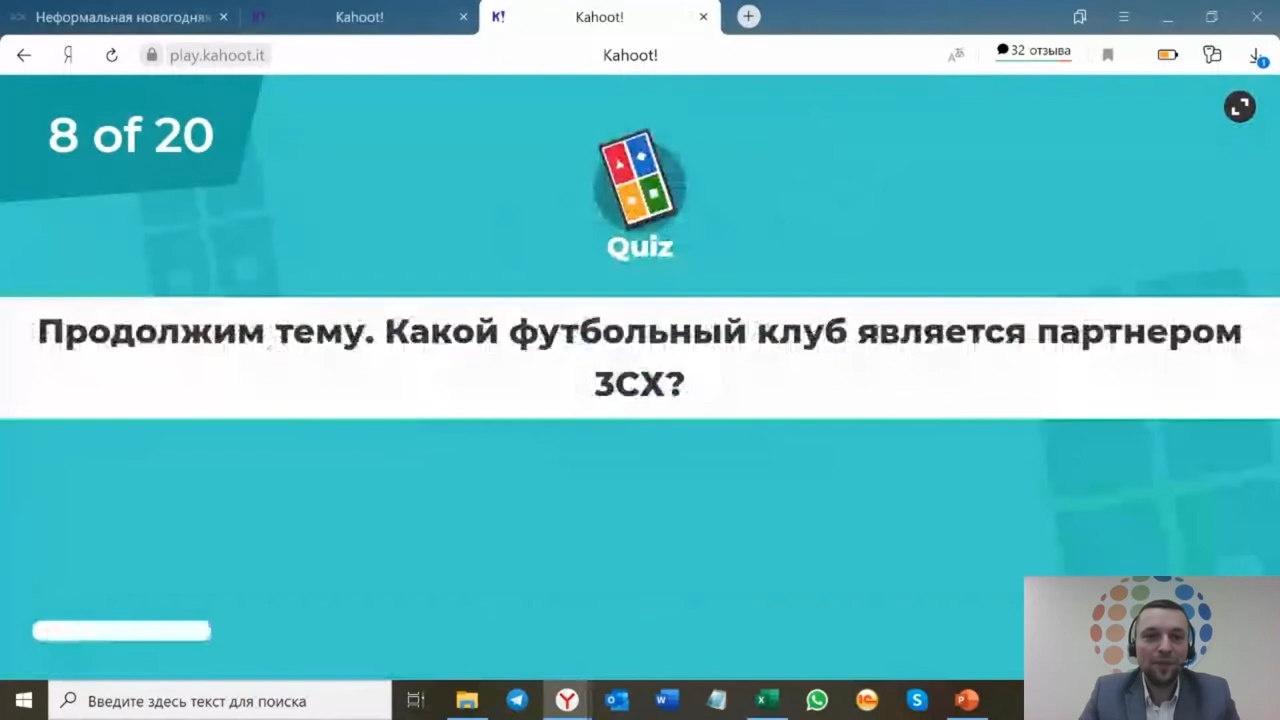 Неформальная новогодняя
Kahoot!
K! Kahoot!
Я
play.kahoot.it
Kahoot!
32 отзыва
1
8 of 20
Quiz
Продолжим тему. Какой футбольный клуб является партнером
3CX?
Введите здесь текст для поиска